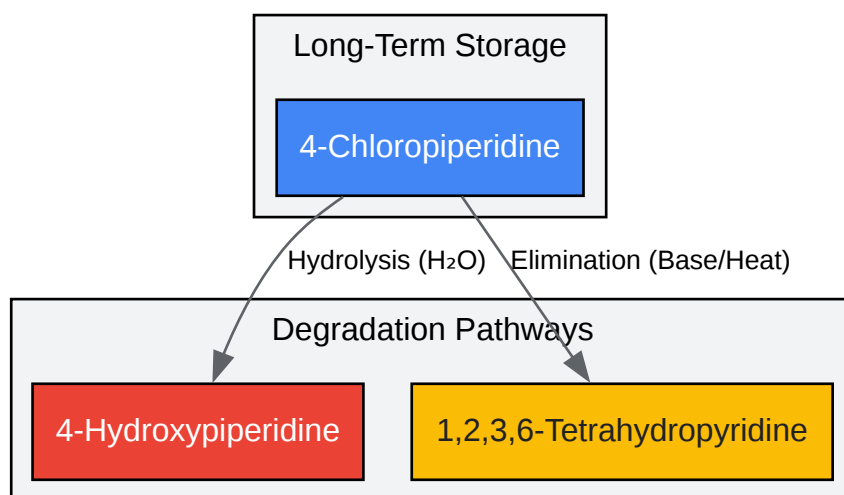 Long-Term Storage
4-Chloropiperidine
Hydrolysis (H₂O)
Elimination (Base/Heat)
Degradation Pathways
4-Hydroxypiperidine
1,2,3,6-Tetrahydropyridine